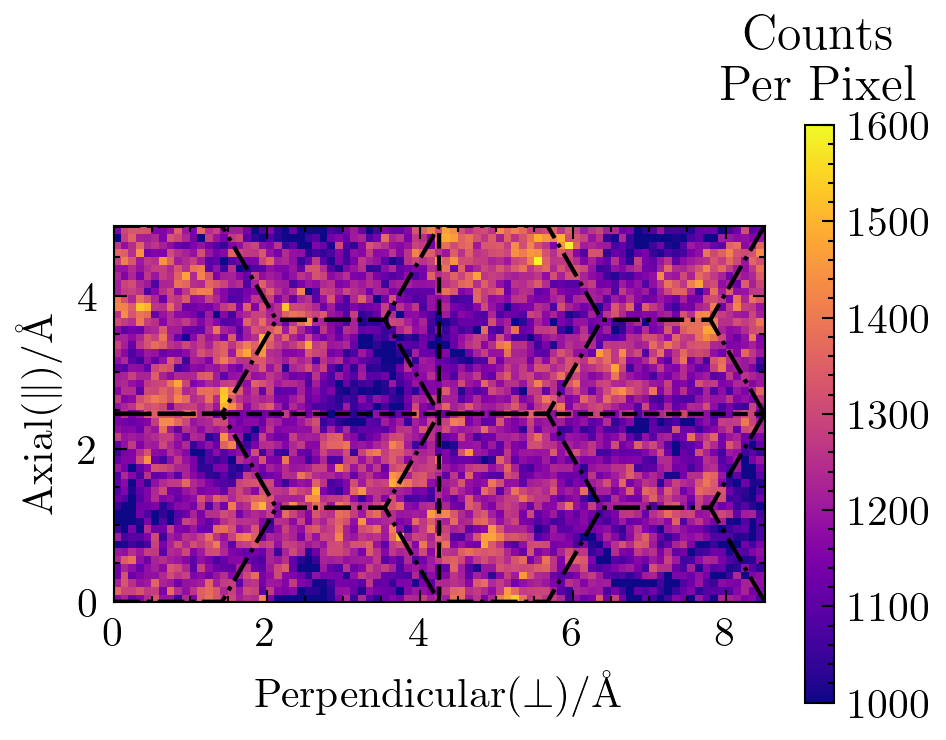 Counts
Per Pixel
1600
1500
1400
1300
1200
1100
1000
Axial(∥)/Å
4
2
0
0 2 4 6 8
Perpendicular(⊥)/Å